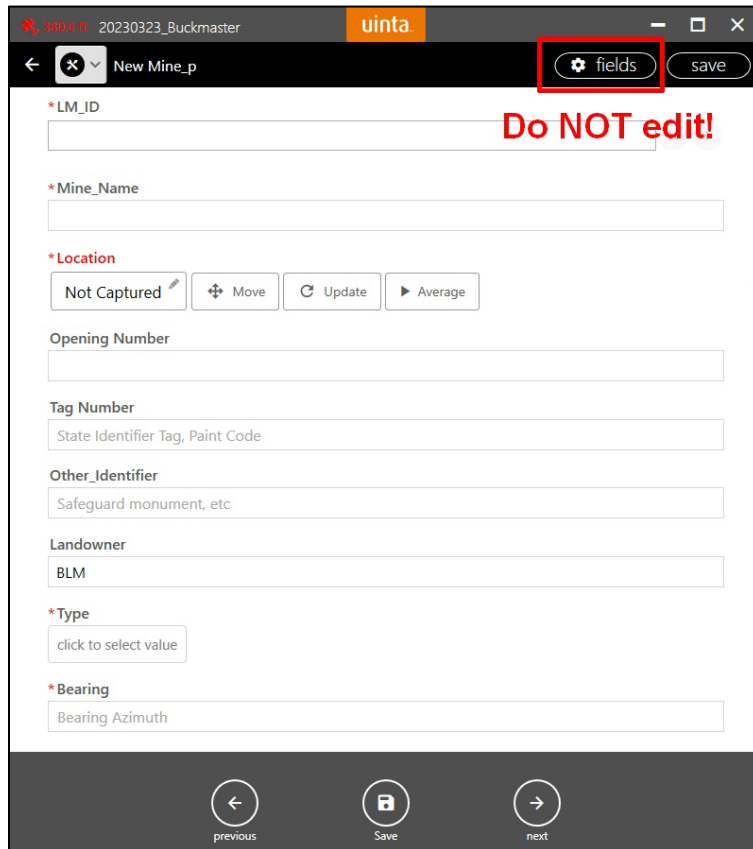 380.6 ft 20230323_Buckmaster uinta.
New Mine_p fields save
Do NOT edit!
*LM_ID
*Mine_Name
*Location
Not Captured Move Update Average
Opening Number
Tag Number
State Identifier Tag, Paint Code
Other_Identifier
Safeguard monument, etc
Landowner
BLM
*Type
click to select value
*Bearing
Bearing Azimuth
previous Save next